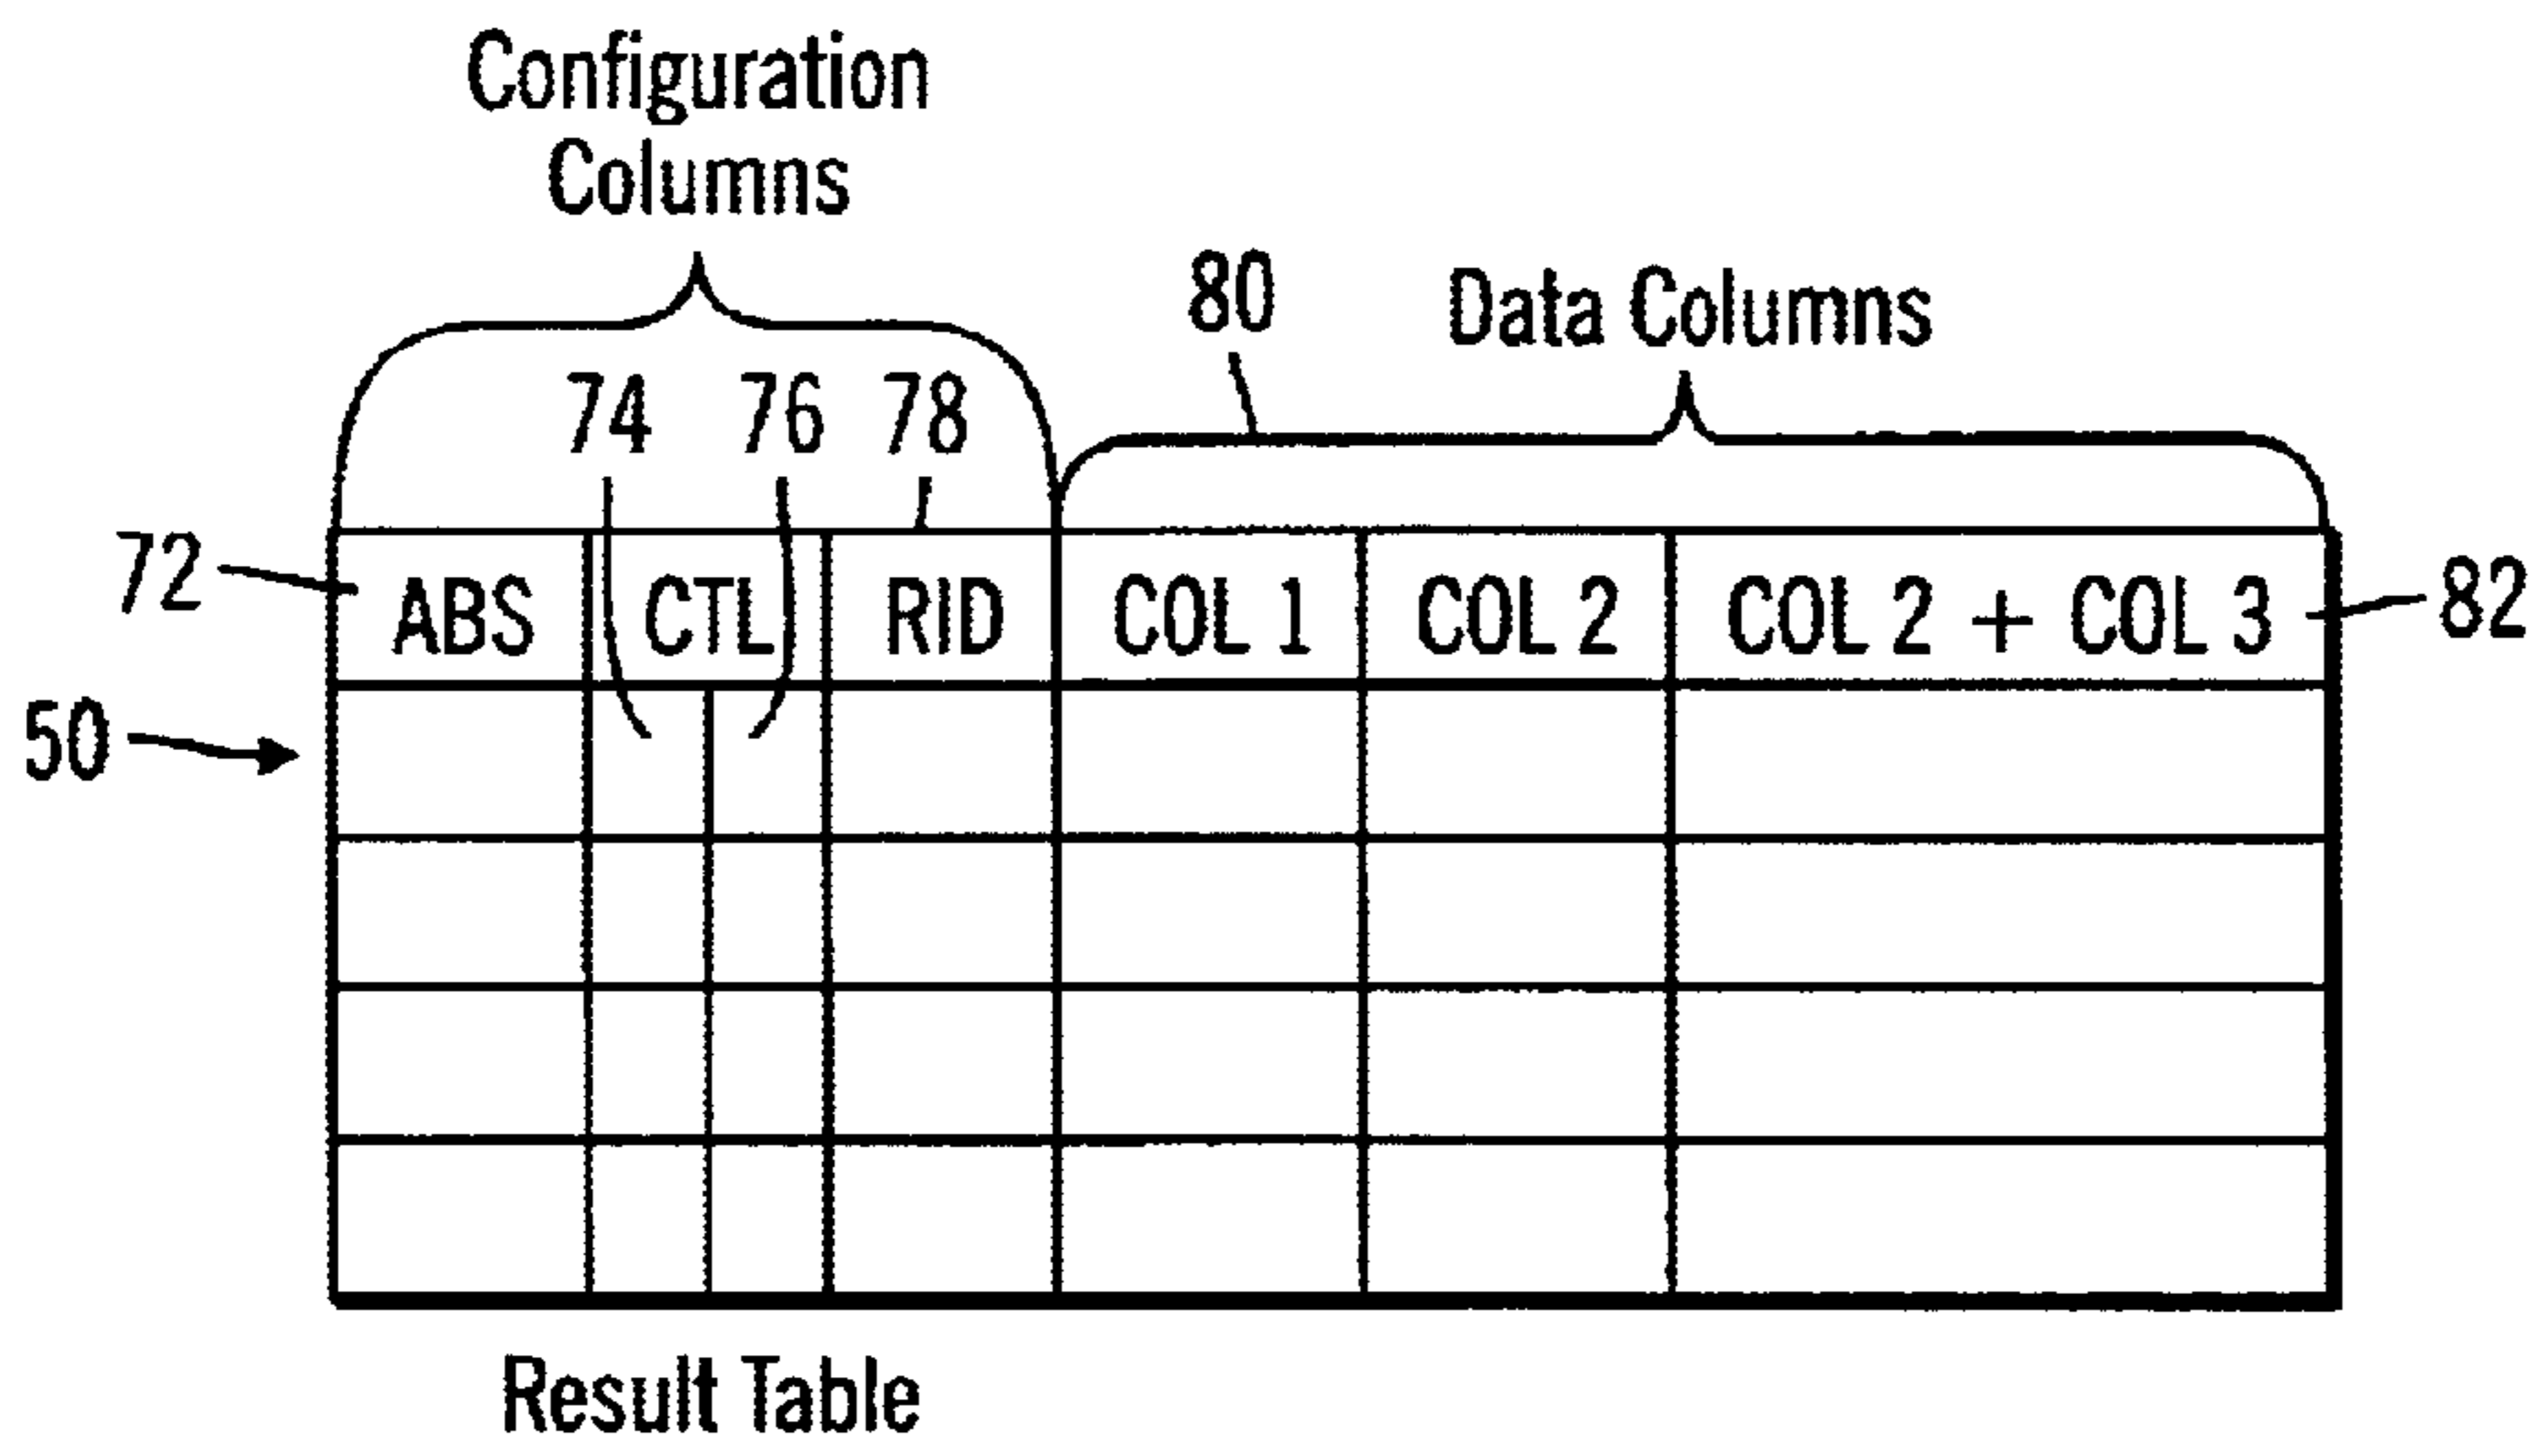 Configuration
Columns
80
Data Columns
74 76 78
72
ABS CTL RID COL 1 COL 2 COL 2 + COL 3
82
50
Result Table